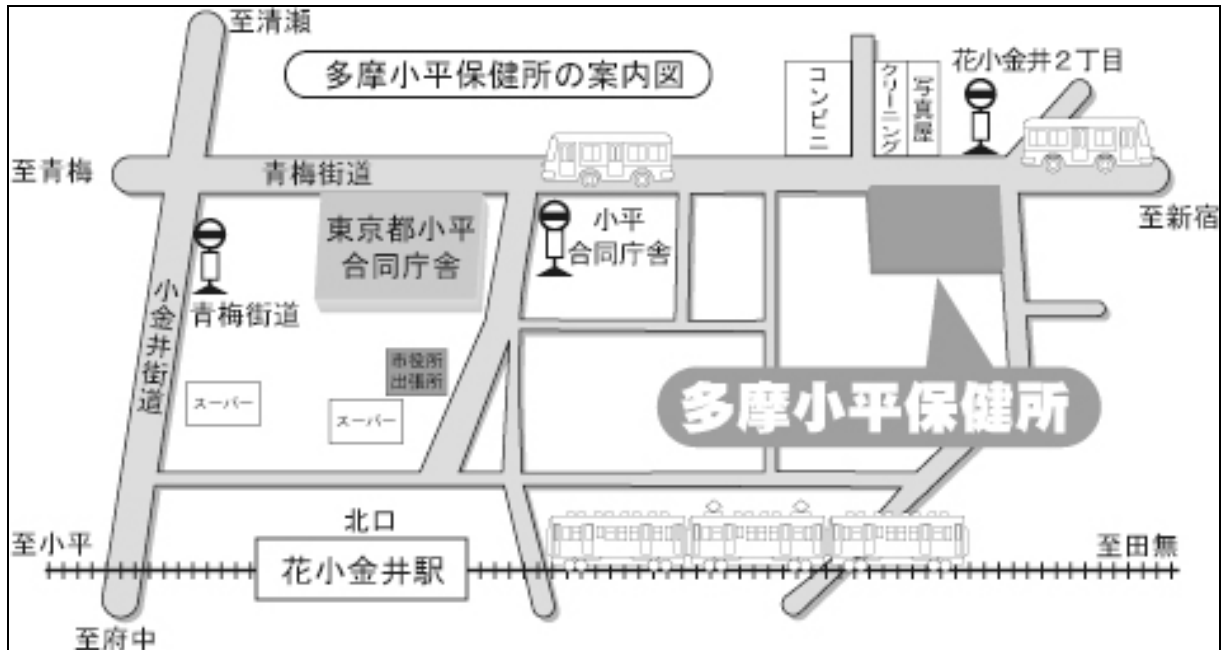 至清瀬
多摩小平保健所の案内図
コンビニ
クリーニング
写真屋
花小金井2丁目
至青梅
青梅街道
至新宿
東京都小平
合同庁舎
小平
合同庁舎
青梅街道
小金井街道
市役所
出張所
スーパー
スーパー
多摩小平保健所
北口
至小平
花小金井駅
至田無
至府中